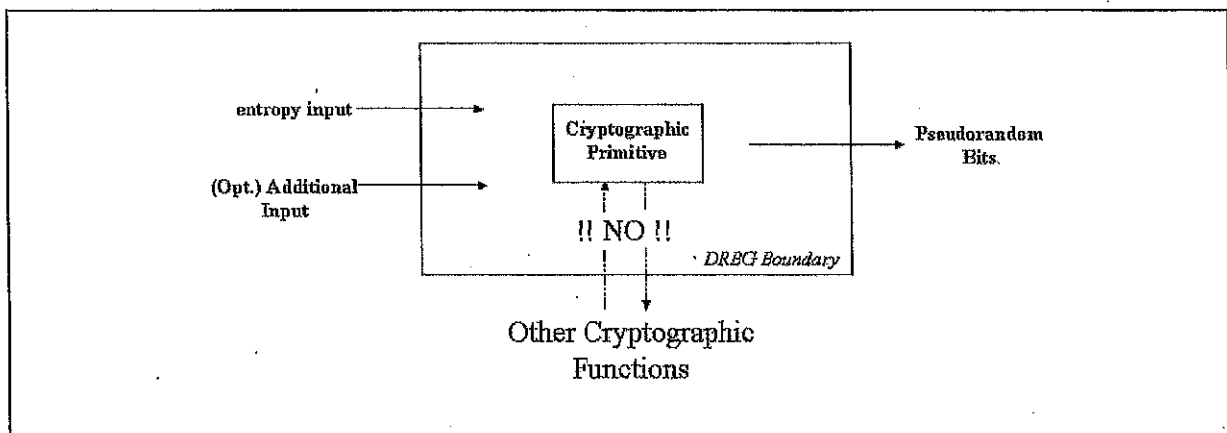 entropy input
Cryptographic
Primitive
Pseudorandom
Bits.
(Opt.) Additional
Input
!! NO !!
DRBG Boundary
Other Cryptographic
Functions